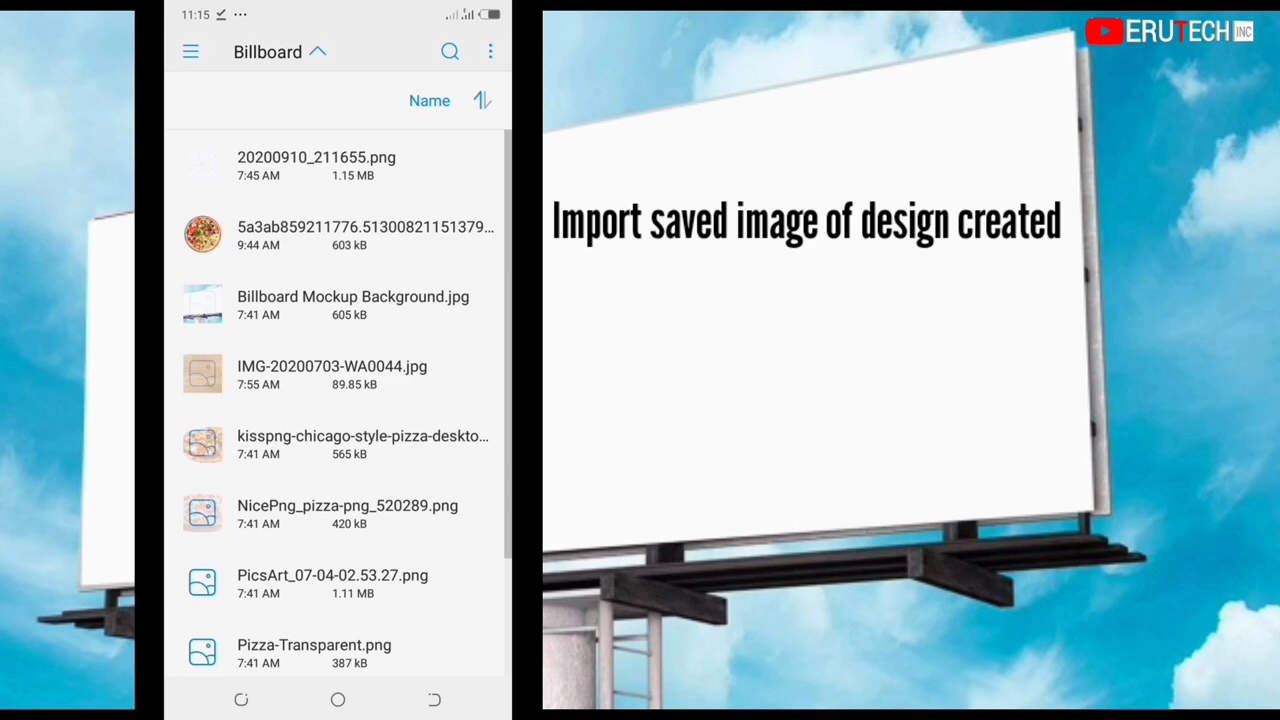 11:15
Billboard
Name
20200910_211655.png
7:45 AM 1.15 MB
5a3ab859211776.51300821151379...
9:44 AM 603 kB
Billboard Mockup Background.jpg
7:41 AM 605 kB
IMG-20200703-WA0044.jpg
7:55 AM 89.85 kB
kisspng-chicago-style-pizza-deskto...
7:41 AM 565 kB
NicePng_pizza-png_520289.png
7:41 AM 420 kB
PicsArt_07-04-02.53.27.png
7:41 AM 1.11 MB
Pizza-Transparent.png
7:41 AM 387 kB
ERUTECH INC
Import saved image of design created